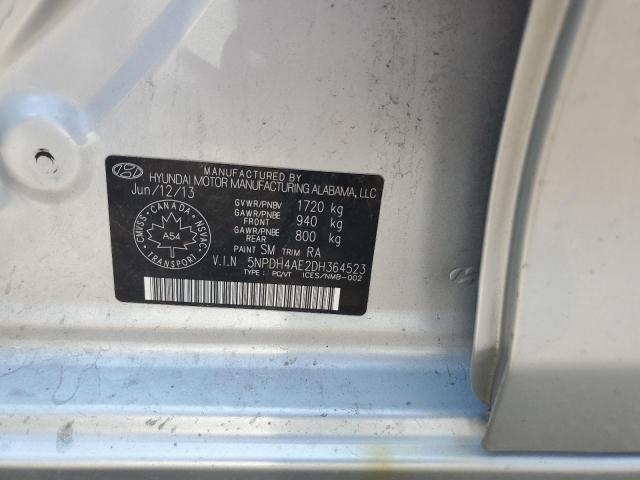 MANUFACTURED BY
HYUNDAI MOTOR MANUFACTURING ALABAMA, LLC
Jun/12/13
GVWR/PNBV 1720 kg
GAWR/PNBE FRONT 940 kg
GAWR/PNBE REAR 800 kg
PAINT SM TRIM RA
V.I.N 5NPDH4AE2DH364523
TYPE : PC/VT ICES/NMB-002
CANADA
CMVSS
NSVAC
A54
TRANSPORT